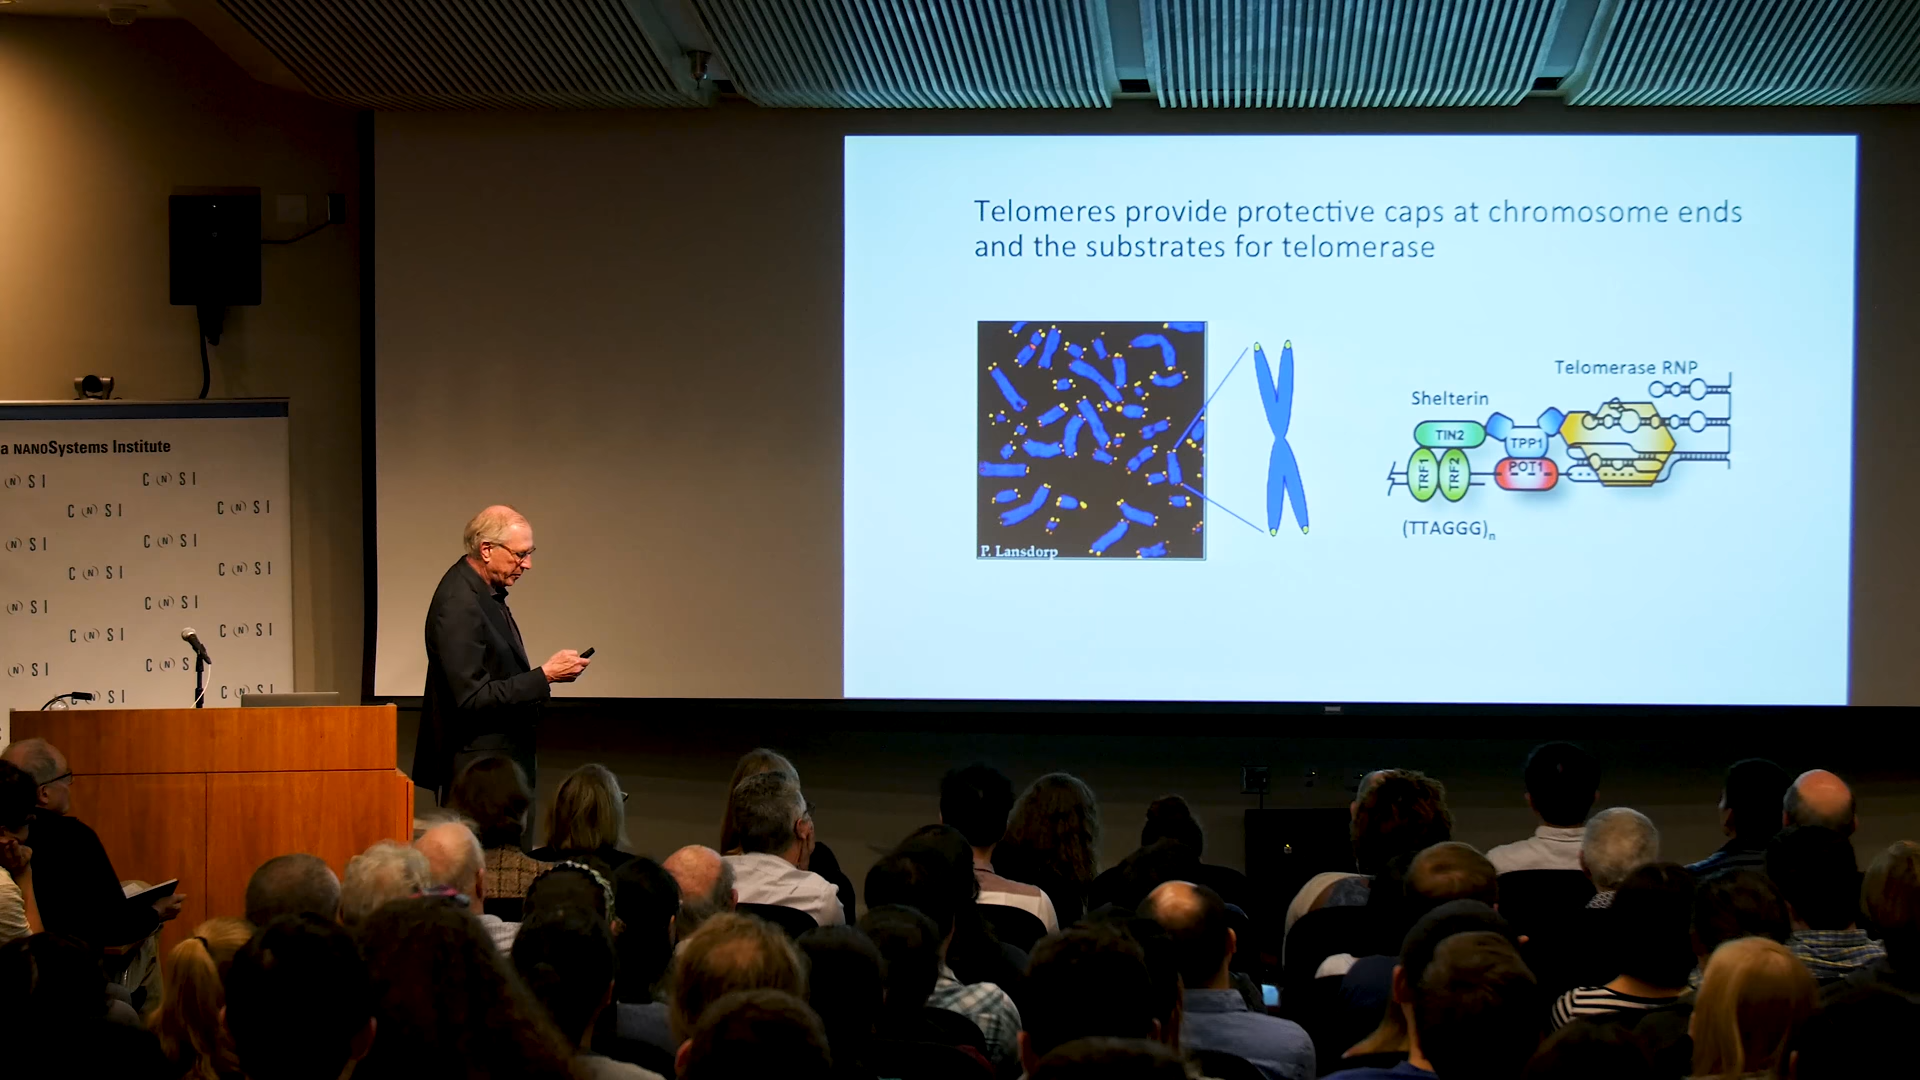 Telomeres provide protective caps at chromosome ends
and the substrates for telomerase
Telomerase RNP
Shelterin
TIN2
TPP1
TRF1
TRF2
POT1
(TTAGGG)n
P. Lansdorp
a NANOSystems Institute
(N) S I
C (N) S I
C (N) S I
C (N) S I
(N) S I
C (N) S I
C (N) S I
C (N) S I
(N) S I
C (N) S I
C (N) S I
C (N) S I
(N) S I
C (N) S
C (N) S I
(N) S I